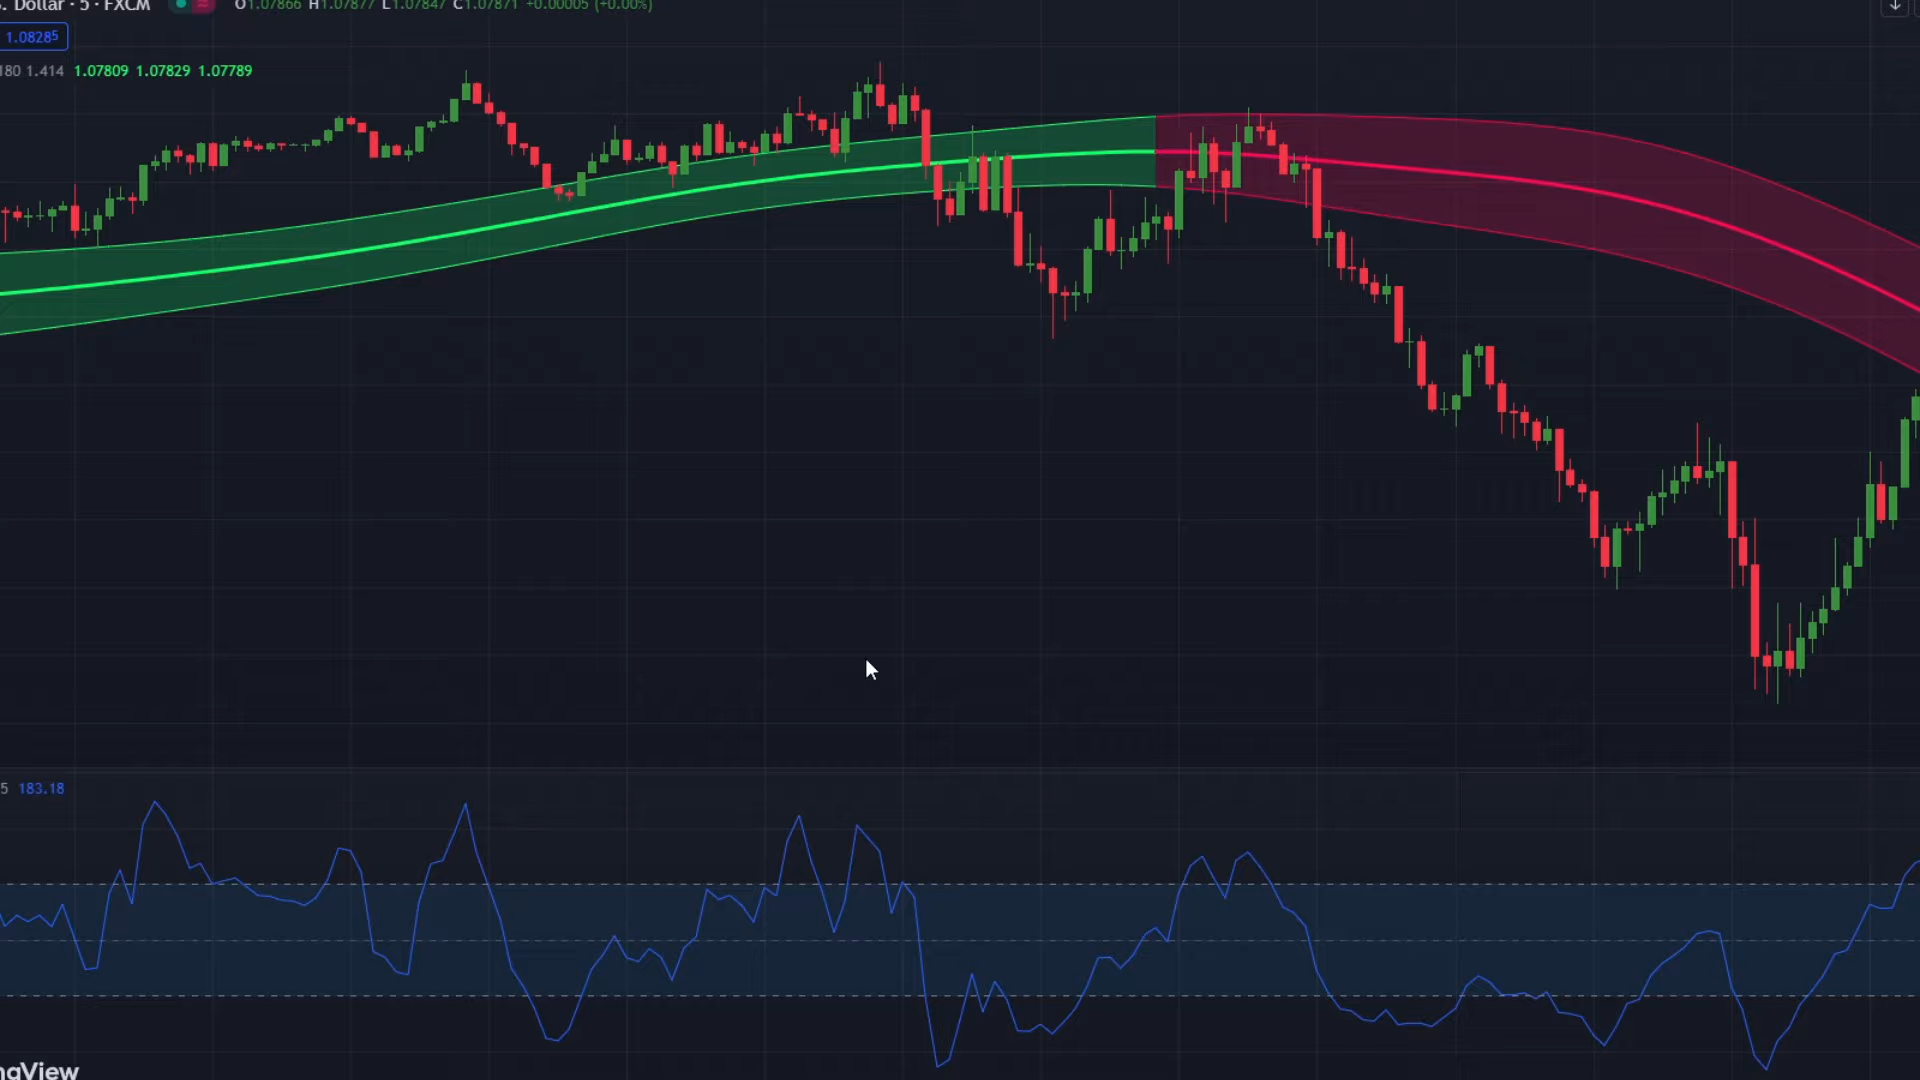 . Dollar · 5 · FXCM O1.07866 H1.07877 L1.07847 C1.07871 +0.00005 (+0.00%)
1.08285
180 1.414 1.07809 1.07829 1.07789
5 183.18
ngView